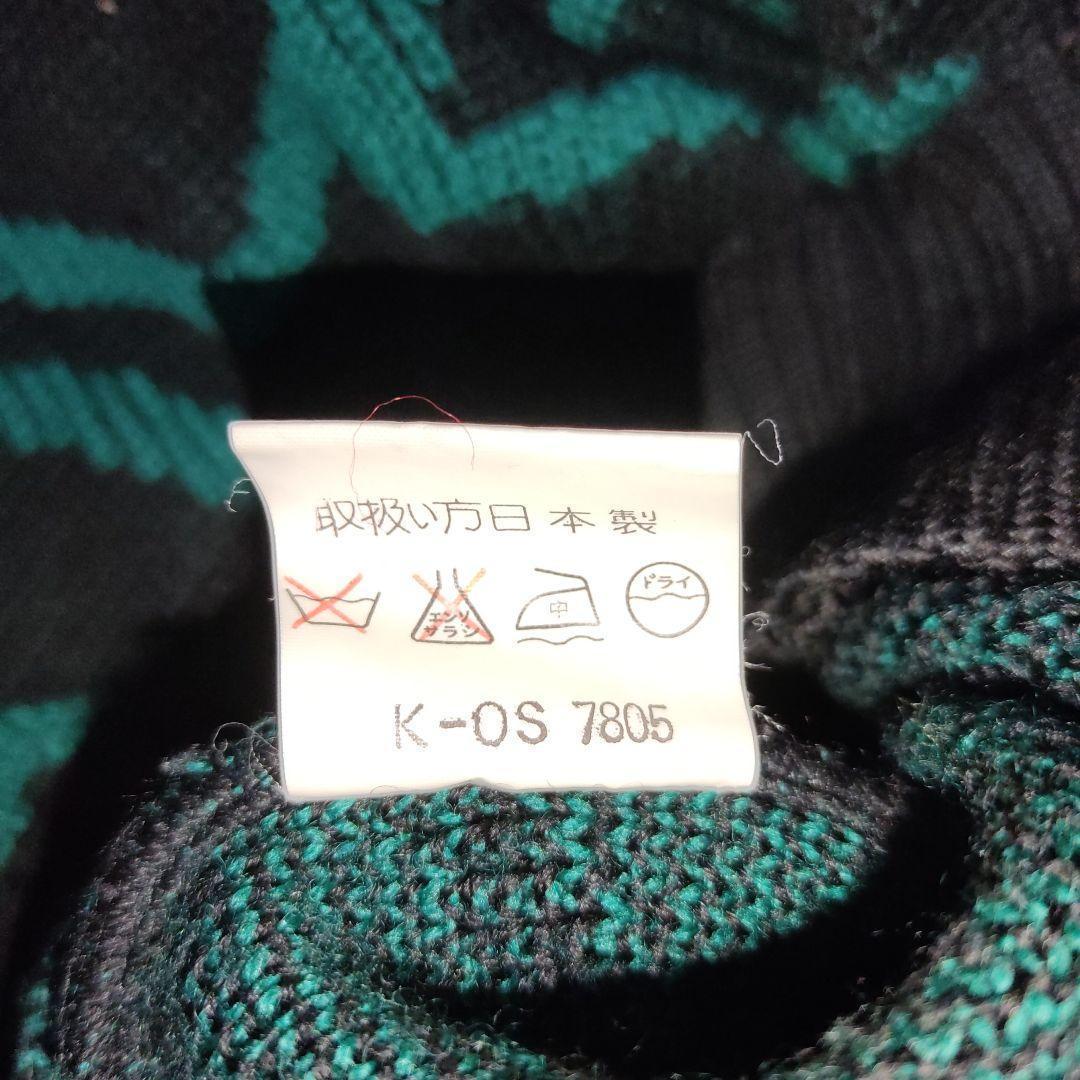 取扱い方日本製
エンソ
サラシ
中
ドライ
K-OS 7805